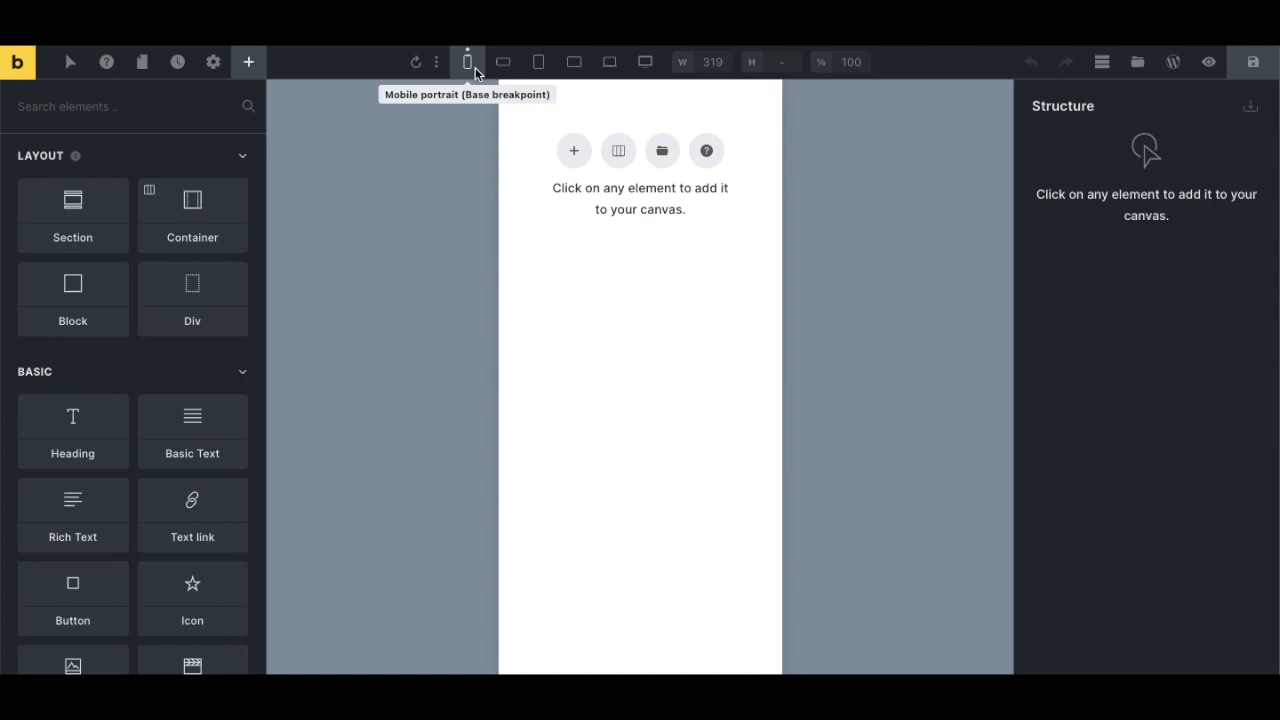 b
W 319 H - % 100
Mobile portrait (Base breakpoint)
Search elements ..
LAYOUT
Section
Container
Block
Div
BASIC
Heading
Basic Text
Rich Text
Text link
Button
Icon
Click on any element to add it
to your canvas.
Structure
Click on any element to add it to your
canvas.